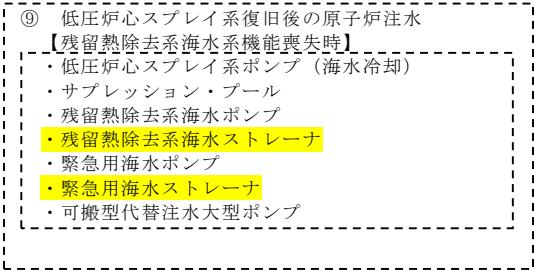 ⑨　低圧炉心スプレイ系復旧後の原子炉注水
【残留熱除去系海水系機能喪失時】
・低圧炉心スプレイ系ポンプ（海水冷却）
・サプレッション・プール
・残留熱除去系海水ポンプ
・残留熱除去系海水ストレーナ
・緊急用海水ポンプ
・緊急用海水ストレーナ
・可搬型代替注水大型ポンプ